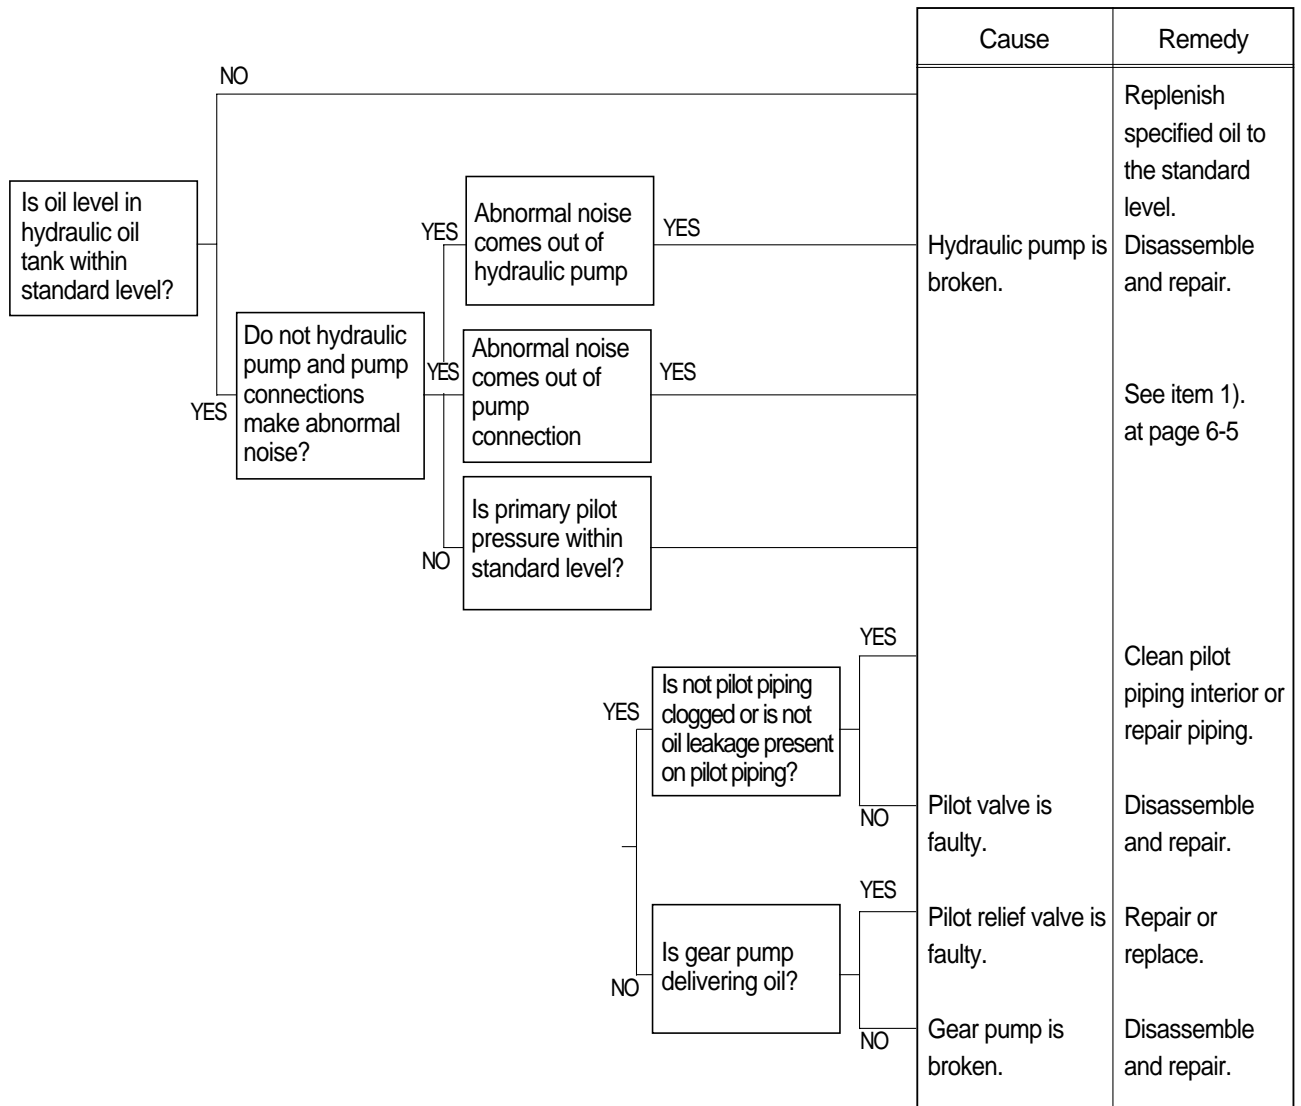 Cause
Remedy
NO
Replenish
specified oil to
the standard
level.
Is oil level in
hydraulic oil
tank within
standard level?
YES
Abnormal noise
comes out of
hydraulic pump
YES
Hydraulic pump is
broken.
Disassemble
and repair.
YES
Do not hydraulic
pump and pump
connections
make abnormal
noise?
YES
Abnormal noise
comes out of
pump
connection
YES
See item 1).
at page 6-5
NO
Is primary pilot
pressure within
standard level?
YES
Is not pilot piping
clogged or is not
oil leakage present
on pilot piping?
YES
Clean pilot
piping interior or
repair piping.
NO
Pilot valve is
faulty.
Disassemble
and repair.
NO
Is gear pump
delivering oil?
YES
Pilot relief valve is
faulty.
Repair or
replace.
NO
Gear pump is
broken.
Disassemble
and repair.